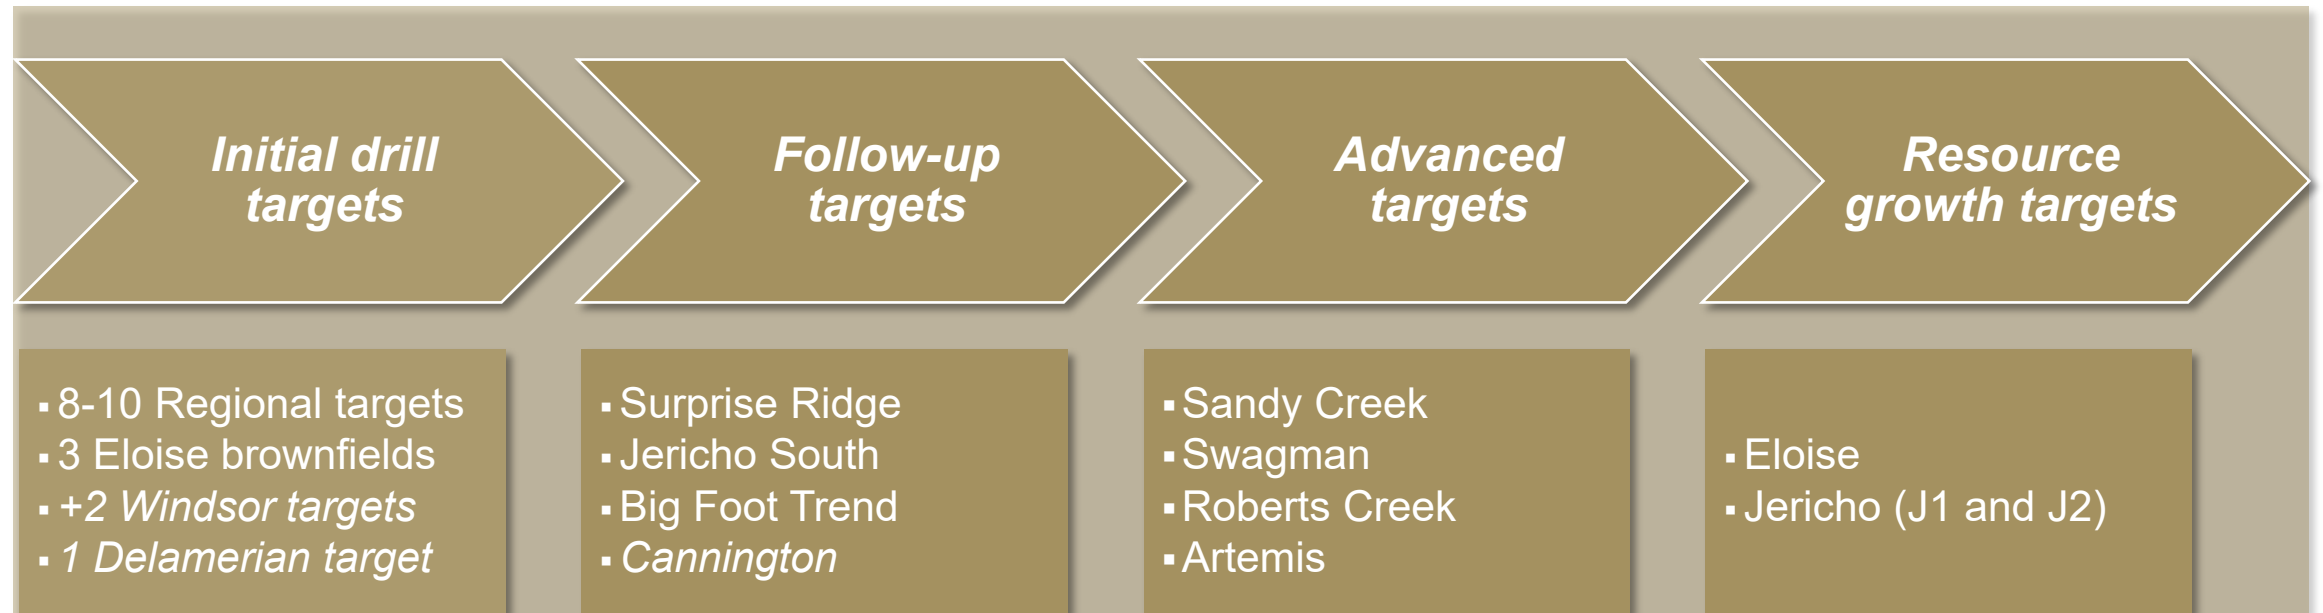 Initial drill
targets
Follow-up
targets
Advanced
targets
Resource
growth targets
▪ 8-10 Regional targets
▪ 3 Eloise brownfields
▪ +2 Windsor targets
▪ 1 Delamerian target
▪ Surprise Ridge
▪ Jericho South
▪ Big Foot Trend
▪ Cannington
▪ Sandy Creek
▪ Swagman
▪ Roberts Creek
▪ Artemis
▪ Eloise
▪ Jericho (J1 and J2)